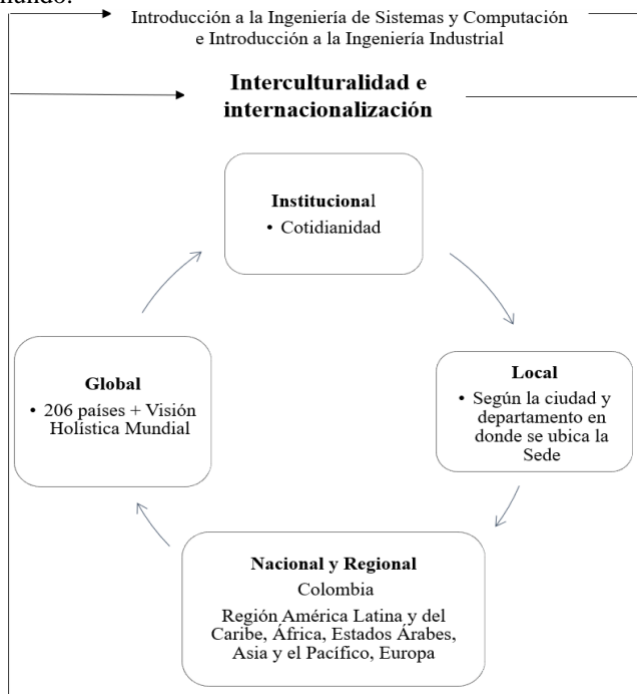 mundo.
Introducción a la Ingeniería de Sistemas y Computación
e Introducción a la Ingeniería Industrial
Interculturalidad e
internacionalización
Institucional
• Cotidianidad
Local
• Según la ciudad y
departamento en
donde se ubica la
Sede
Nacional y Regional
Colombia
Región América Latina y del
Caribe, África, Estados Árabes,
Asia y el Pacífico, Europa
Global
• 206 países + Visión
Holística Mundial